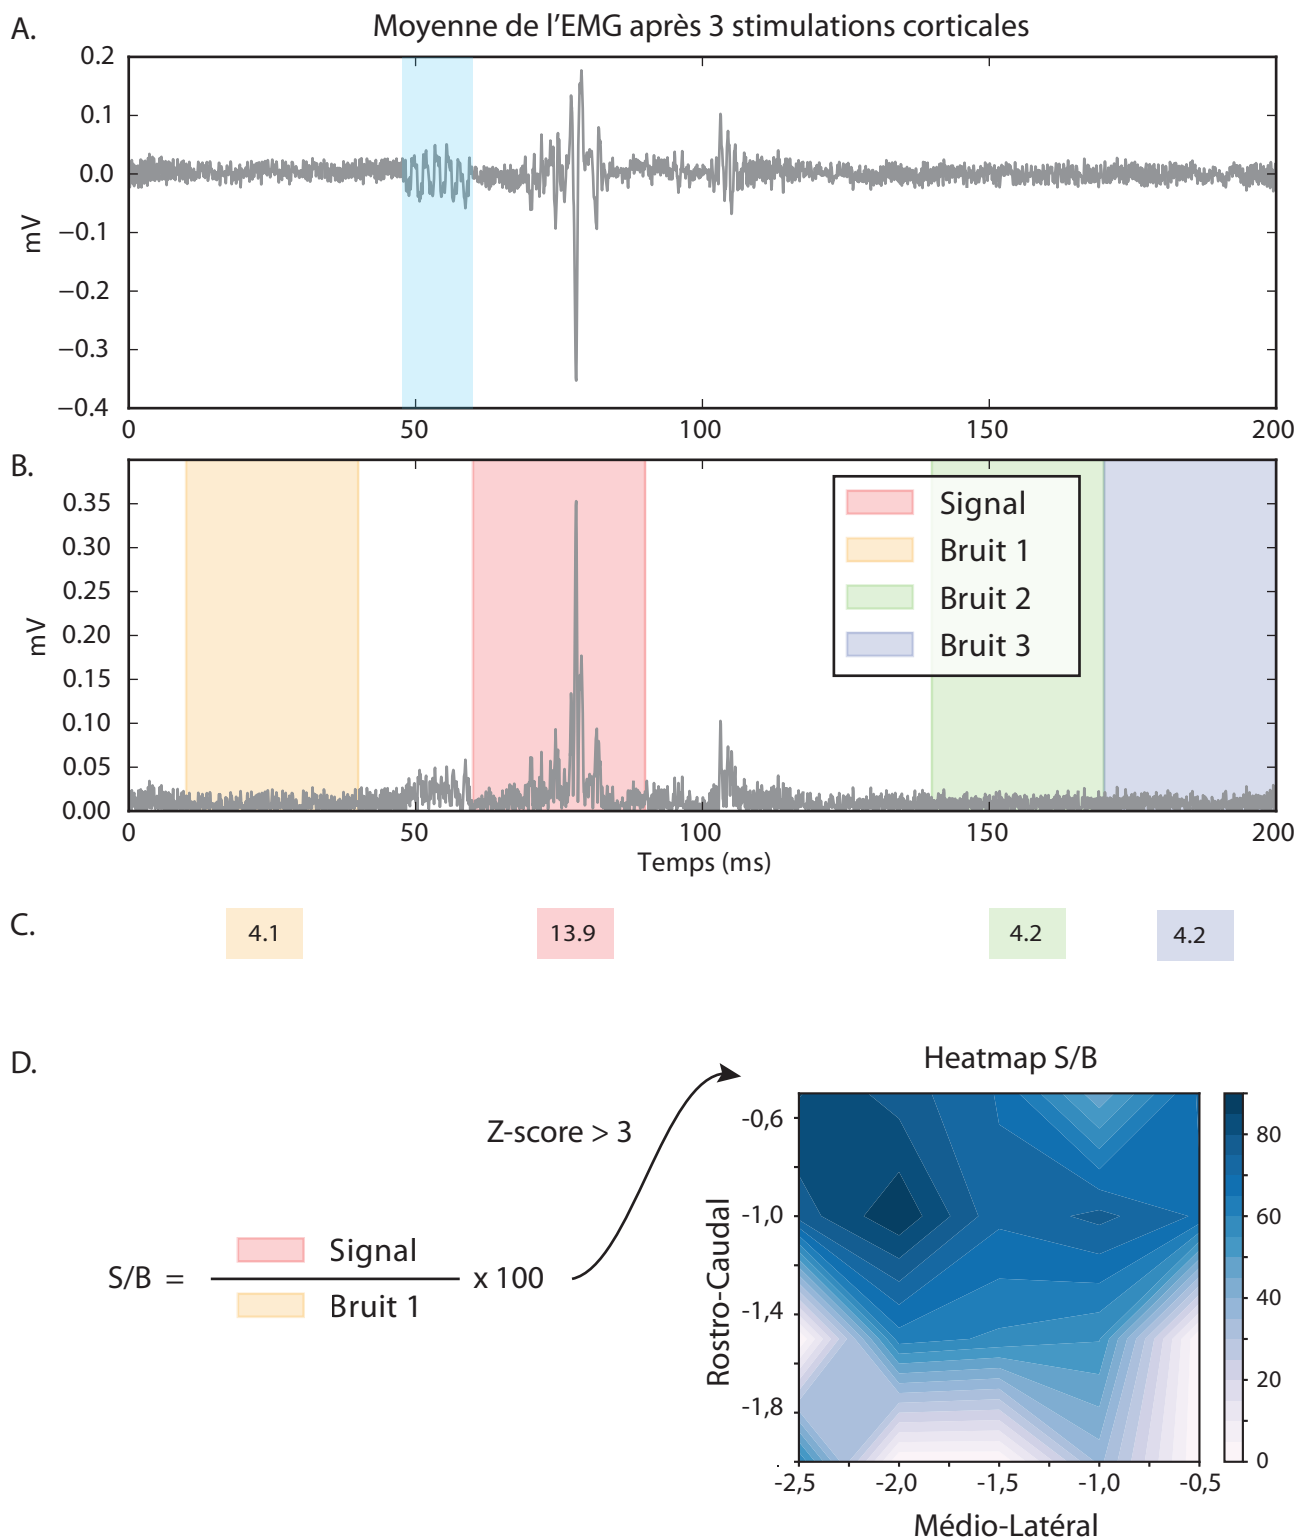 A.
Moyenne de l'EMG après 3 stimulations corticales
0.2
0.1
0.0
−0.1
−0.2
−0.3
−0.4
mV
0 50 100 150 200
B.
0.35
0.30
0.25
0.20
0.15
0.10
0.05
0.00
mV
Signal
Bruit 1
Bruit 2
Bruit 3
0 50 100 150 200
Temps (ms)
C.
4.1 13.9 4.2 4.2
D.
Heatmap S/B
Z-score > 3
S/B = Signal x 100
Bruit 1
-0,6
-1,0
-1,4
-1,8
Rostro-Caudal
80
60
40
20
0
-2,5 -2,0 -1,5 -1,0 -0,5
Médio-Latéral